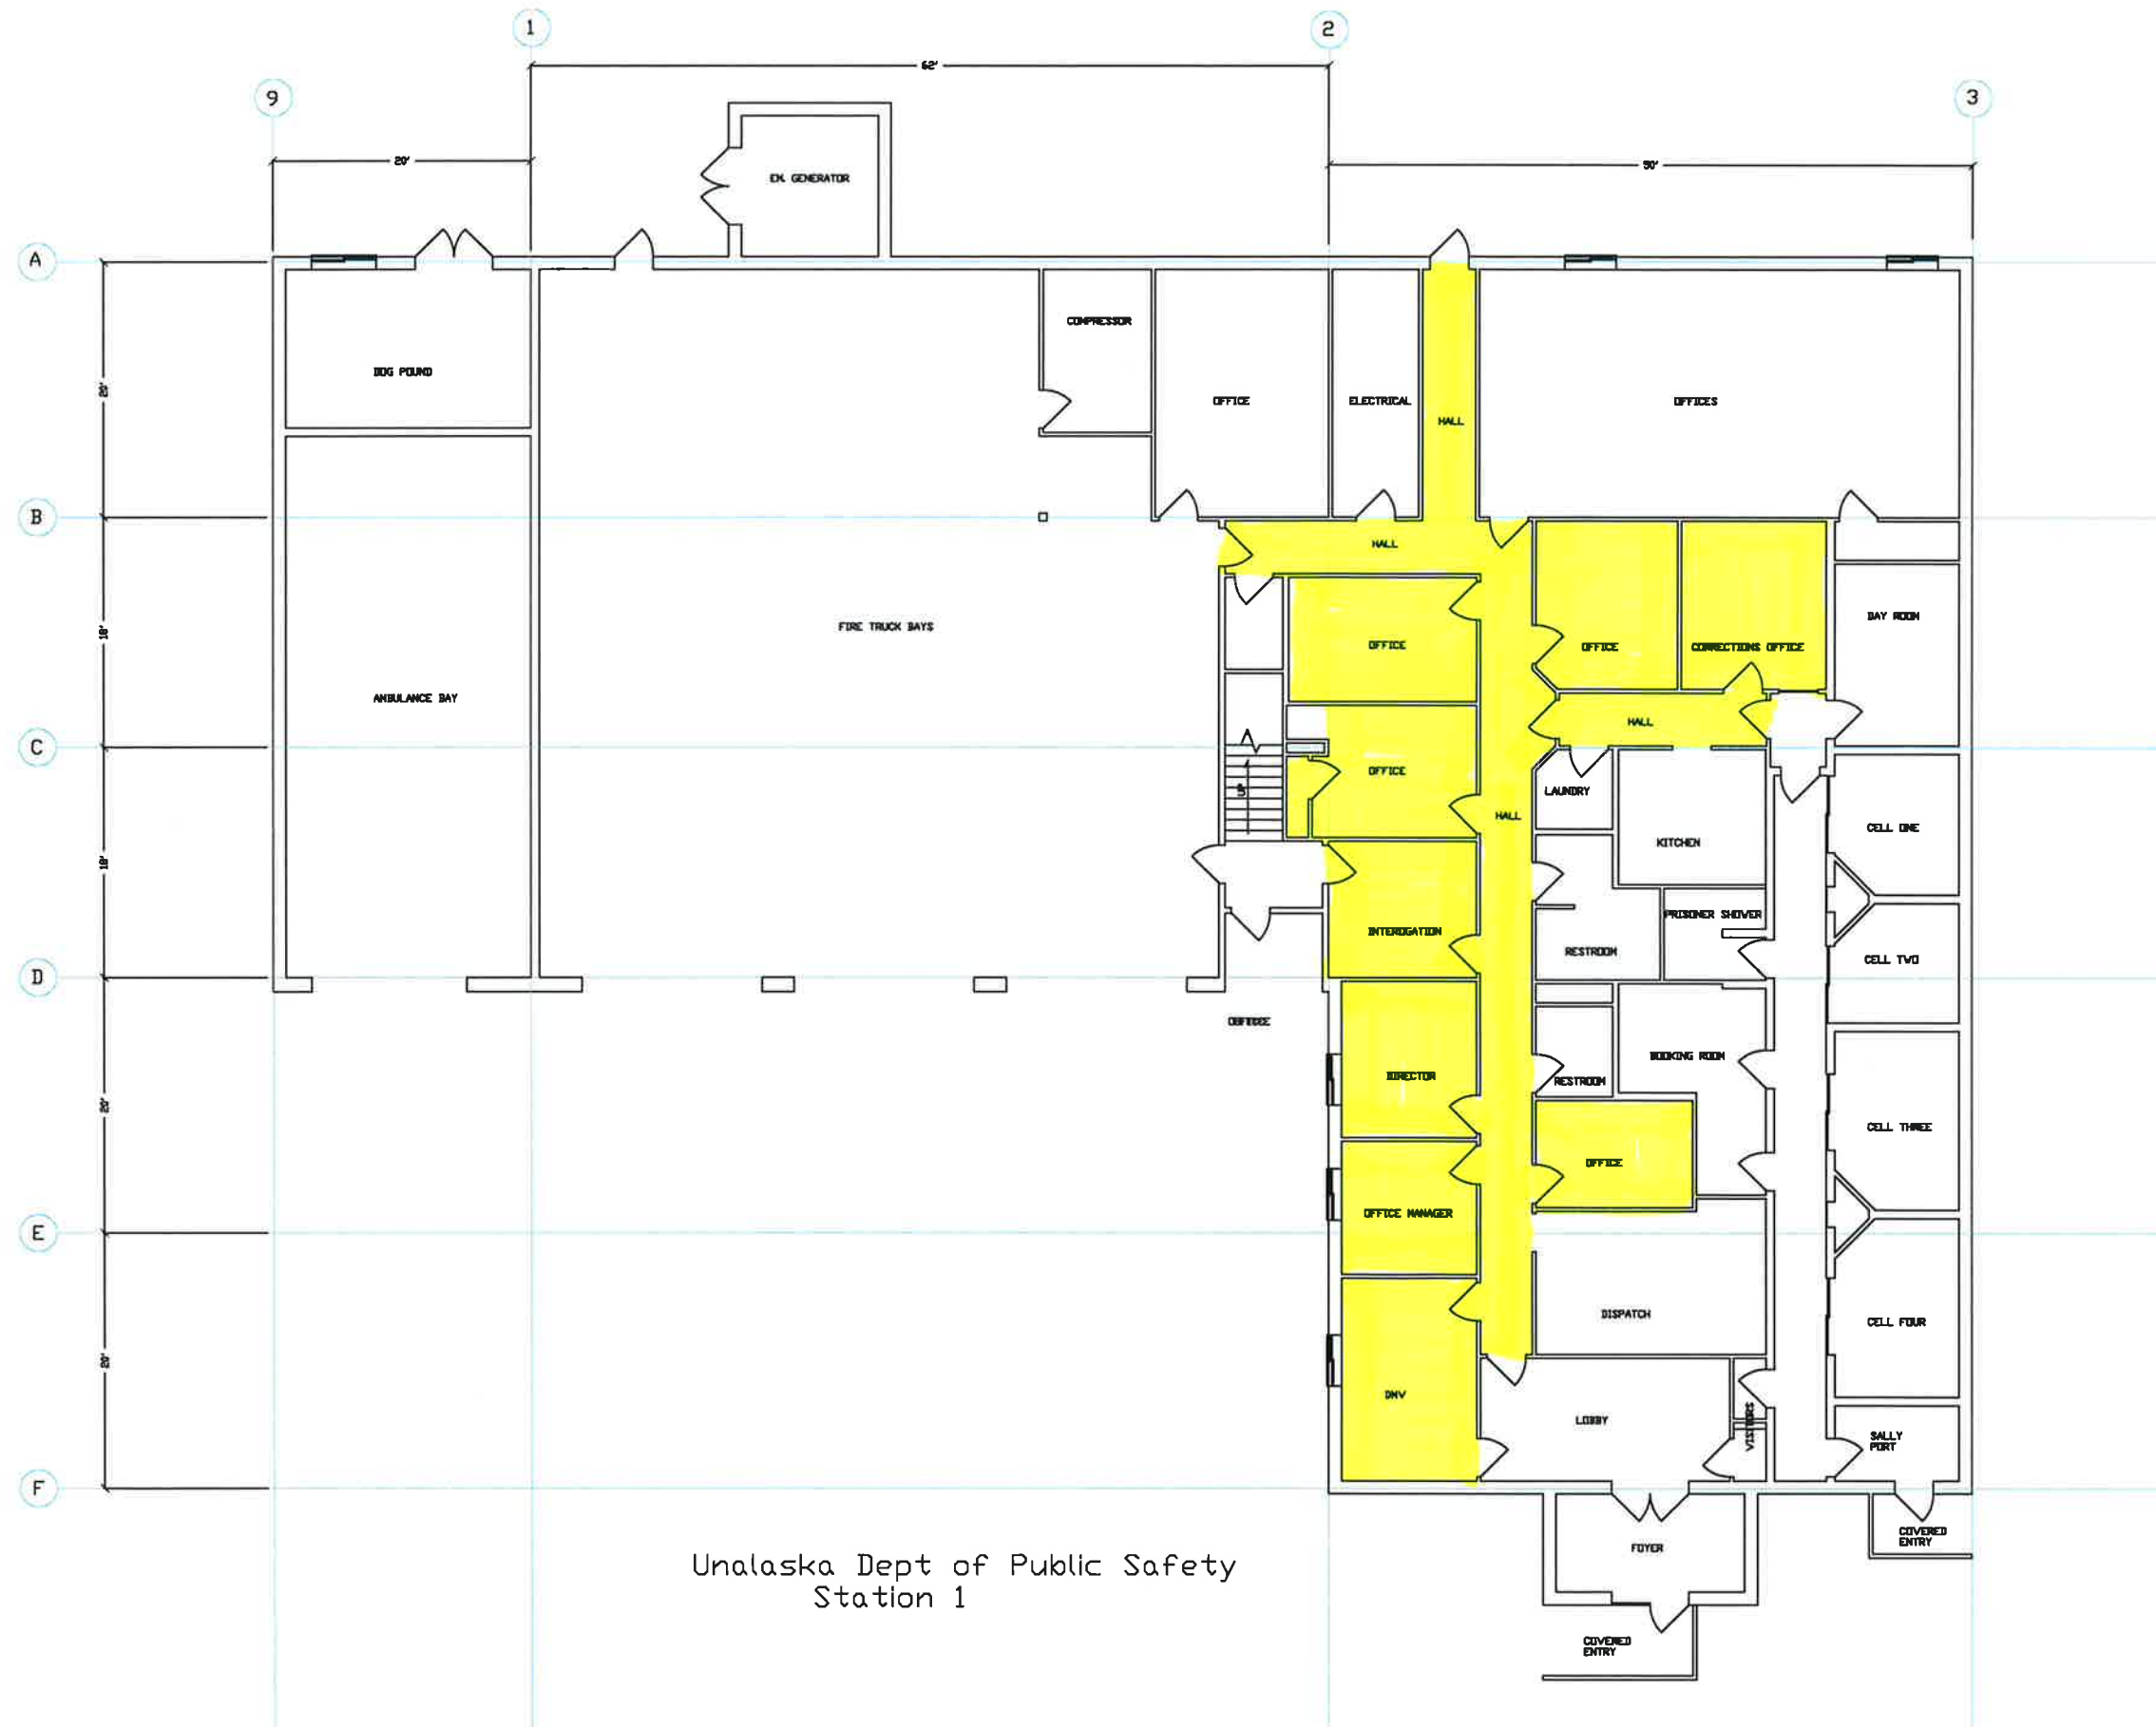 1
2
62'
9
3
20'
50'
EM. GENERATOR
A
COMPRESSOR
DOG POUND
20'
OFFICE
ELECTRICAL
OFFICES
HALL
B
HALL
DAY ROOM
FIRE TRUCK BAYS
18'
OFFICE
OFFICE
CORRECTIONS OFFICE
AMBULANCE BAY
HALL
C
OFFICE
UP
LAUNDRY
HALL
CELL ONE
KITCHEN
18'
PRISONER SHOWER
INTEROGATION
RESTROOM
CELL TWO
D
BOOKING ROOM
DIRECTOR
RESTROOM
20'
CELL THREE
OFFICE
OFFICE MANAGER
E
DISPATCH
CELL FOUR
20'
DMV
LOBBY
VISITORS
SALLY
PORT
F
COVERED
ENTRY
FOYER
Unalaska Dept of Public Safety
Station 1
COVERED
ENTRY